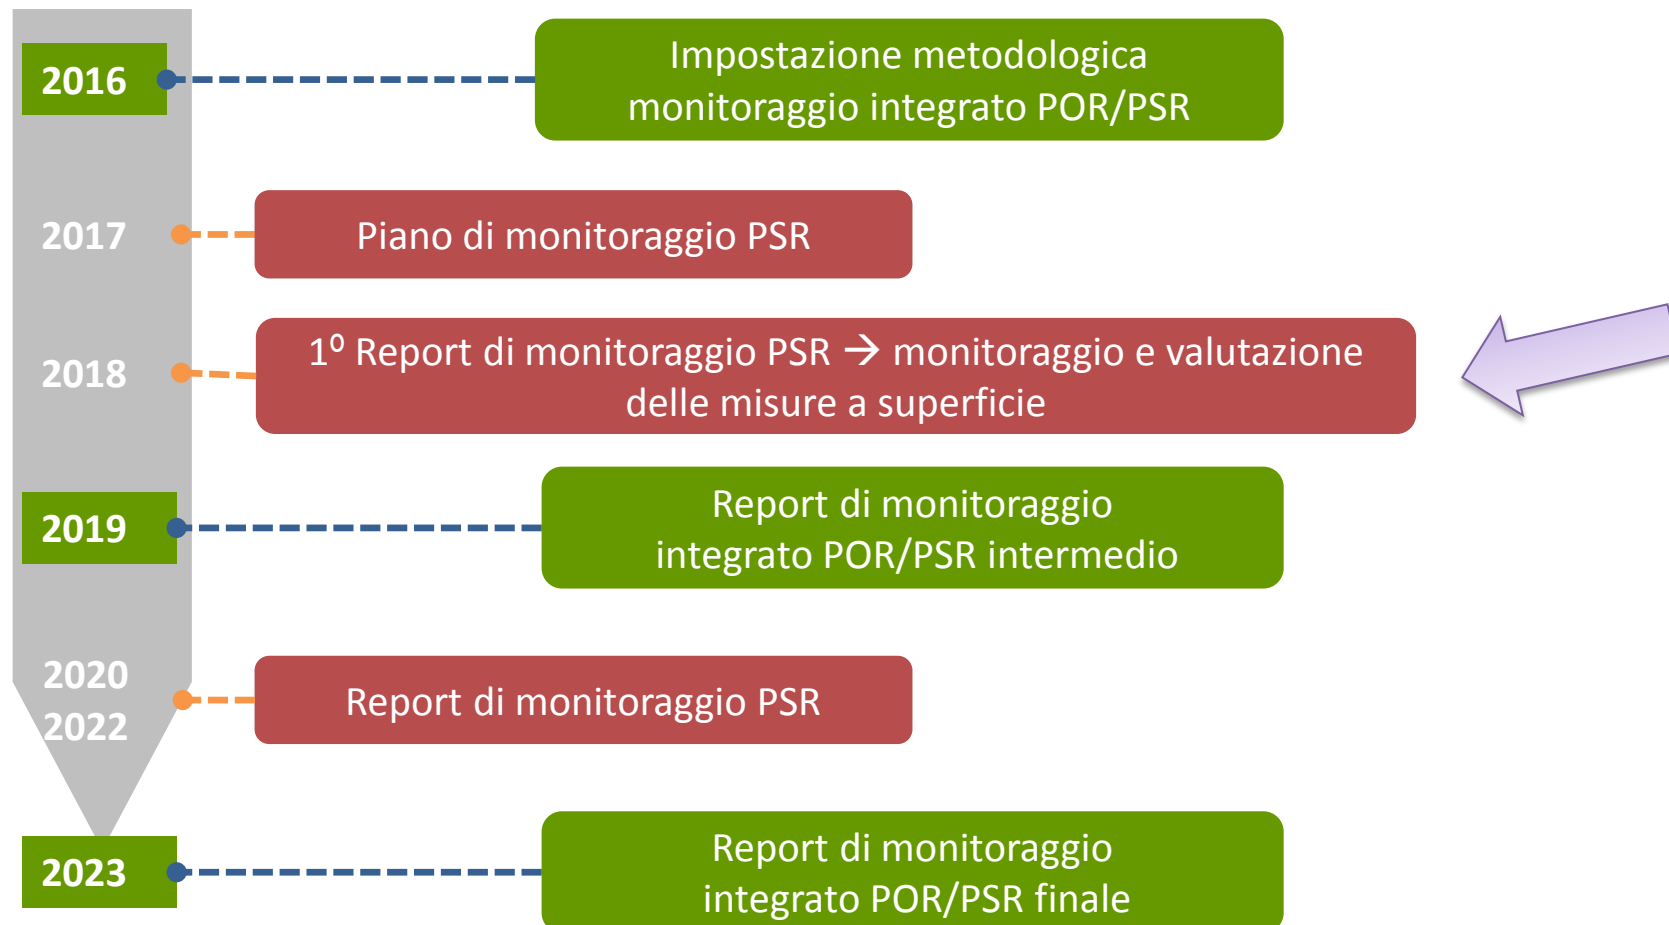 2016
Impostazione metodologica
monitoraggio integrato POR/PSR
2017
Piano di monitoraggio PSR
2018
1⁰ Report di monitoraggio PSR → monitoraggio e valutazione
delle misure a superficie
2019
Report di monitoraggio
integrato POR/PSR intermedio
2020
2022
Report di monitoraggio PSR
2023
Report di monitoraggio
integrato POR/PSR finale